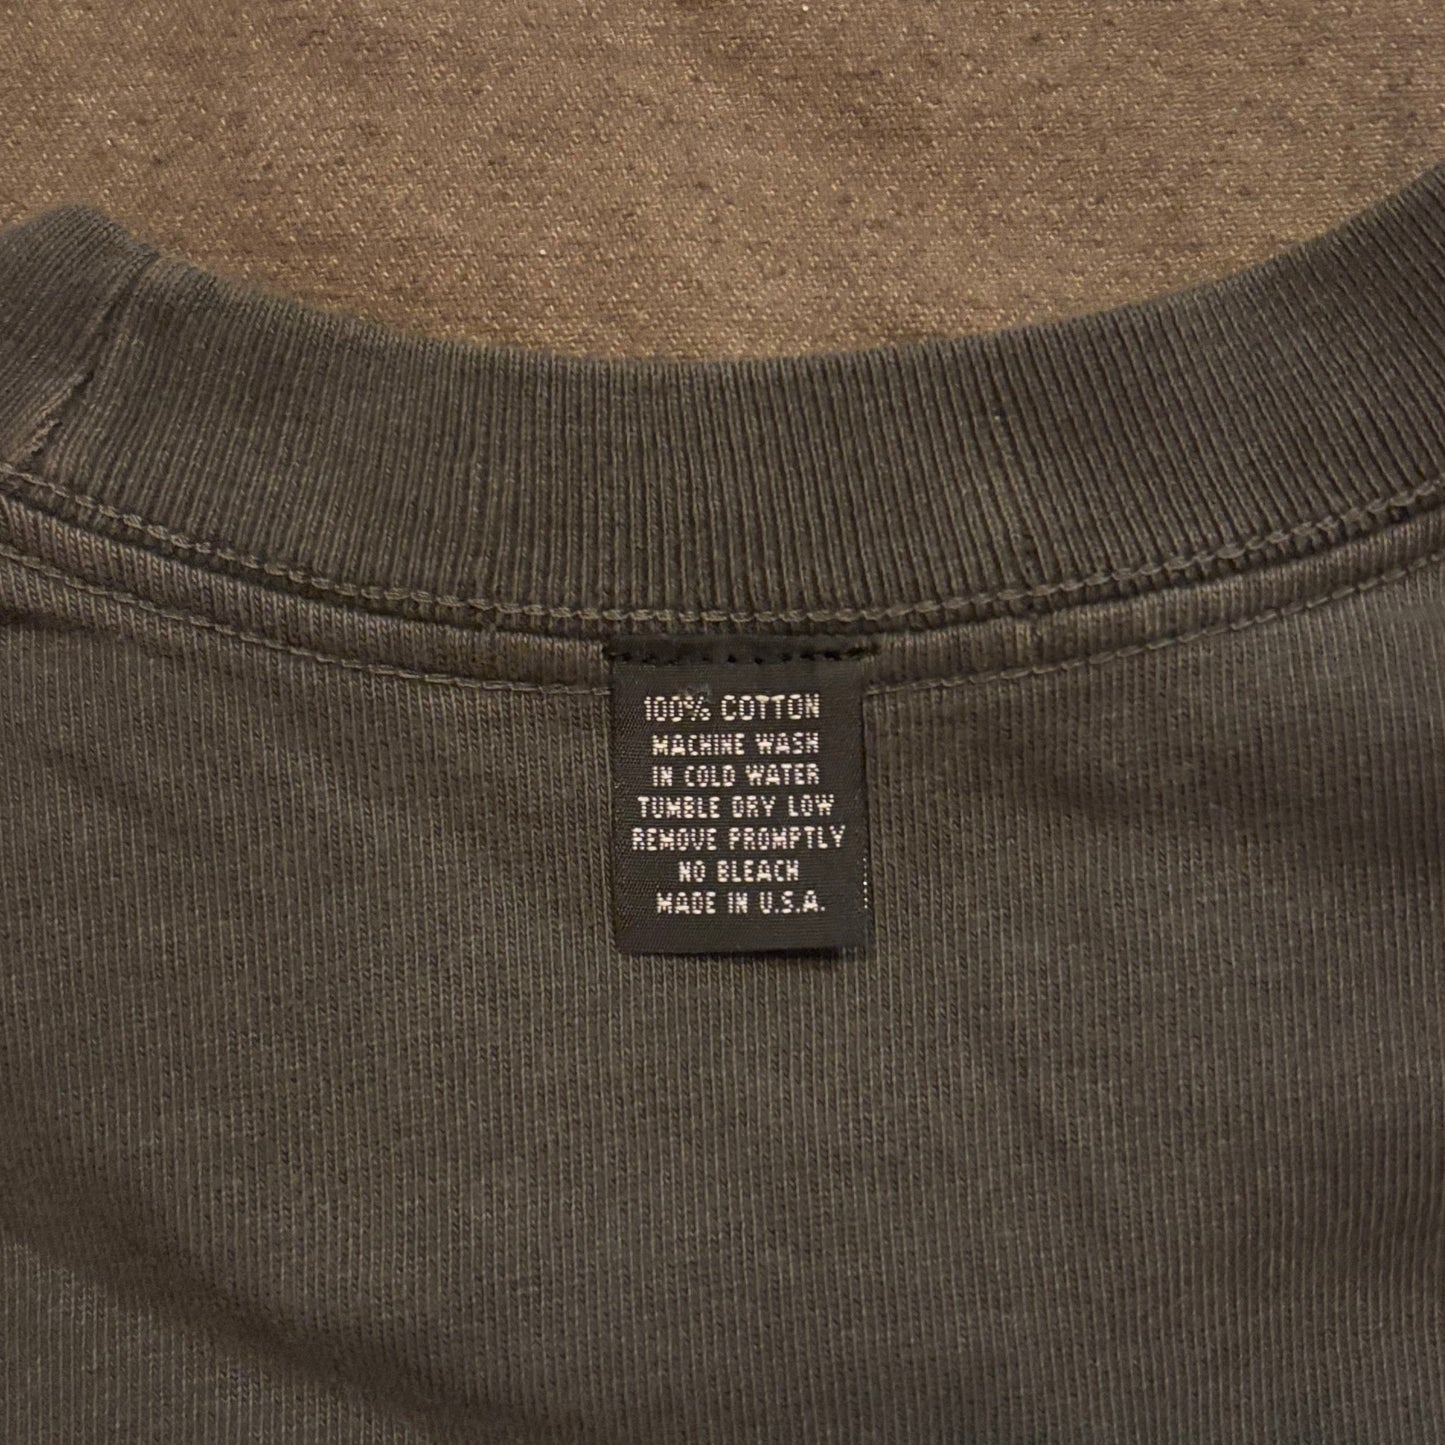 100% COTTON
MACHINE WASH
IN COLD WATER
TUMBLE DRY LOW
REMOVE PROMPTLY
NO BLEACH
MADE IN U.S.A.